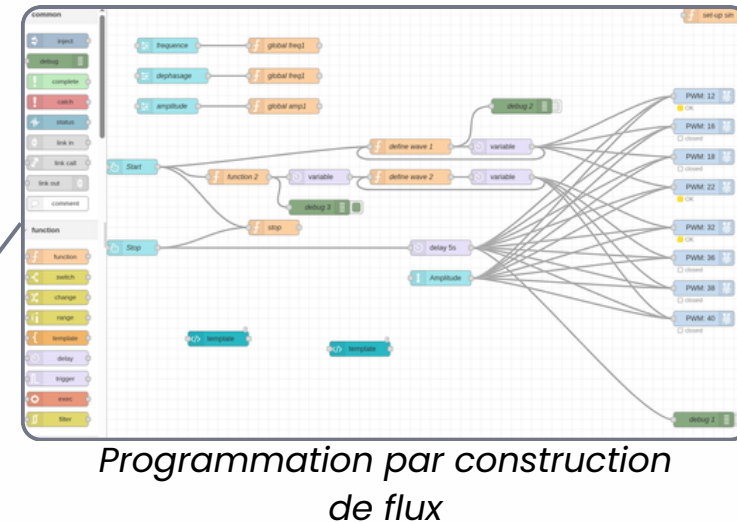 common
inject
debug
complete
catch
status
link in
link call
link out
comment
function
function
switch
change
range
template
delay
trigger
exec
filter
set-up sin
frequence
global freq1
dephasage
global freq1
amplitude
global amp1
debug 2
Start
define wave 1
variable
function 2
variable
define wave 2
variable
debug 3
stop
Stop
delay 5s
Amplitude
template
template
PWM: 12
OK
PWM: 16
closed
PWM: 18
closed
PWM: 22
OK
PWM: 32
OK
PWM: 36
closed
PWM: 38
closed
PWM: 40
closed
debug 1
Programmation par construction
de flux